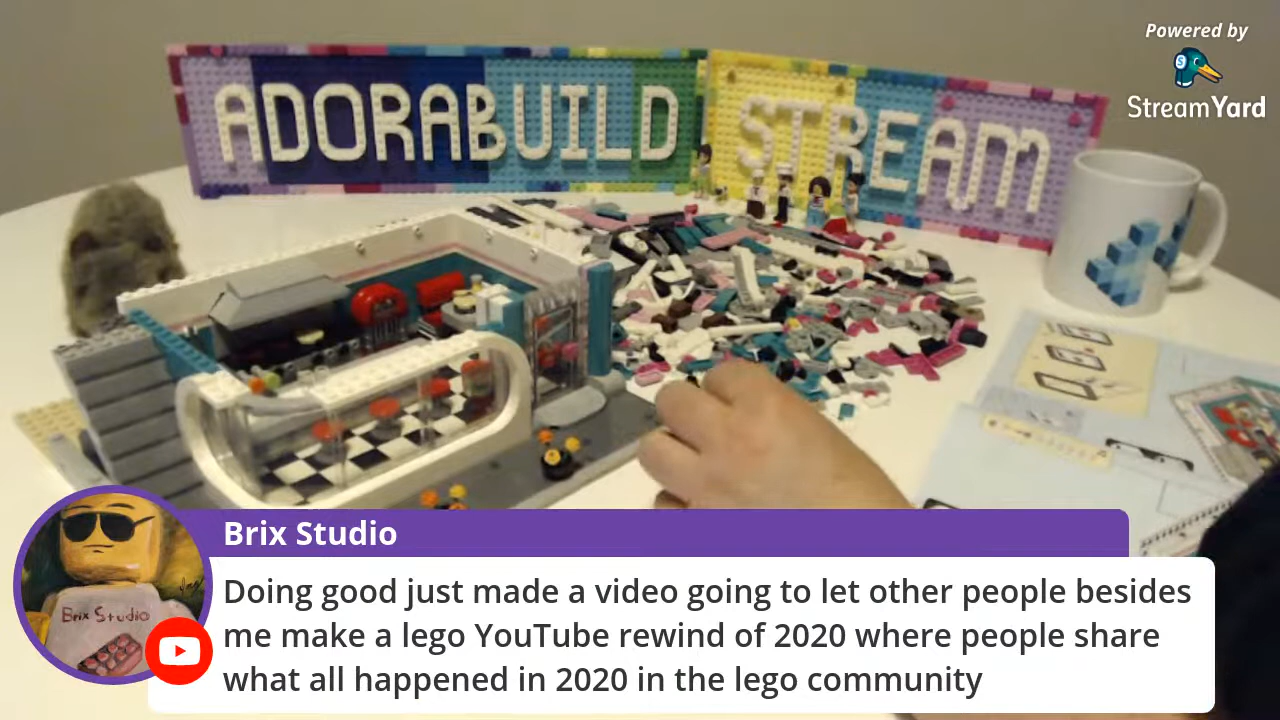 Powered by
StreamYard
ADORABUILD STREAM
Brix Studio
Brix Studio
Doing good just made a video going to let other people besides
me make a lego YouTube rewind of 2020 where people share
what all happened in 2020 in the lego community